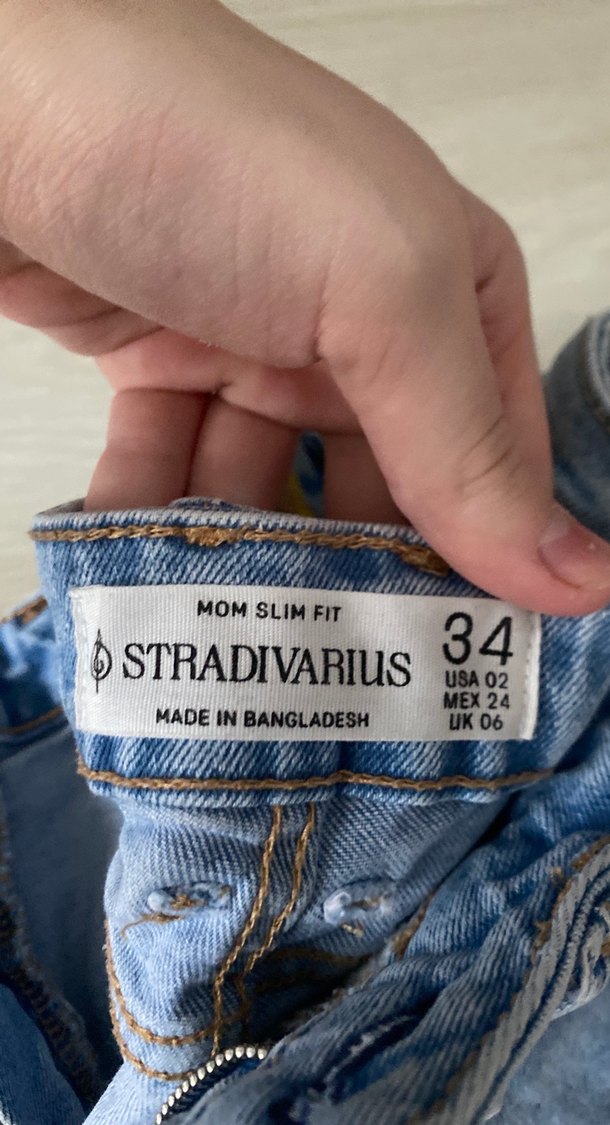 MOM SLIM FIT
STRADIVARIUS
MADE IN BANGLADESH
34
USA 02
MEX 24
UK 06